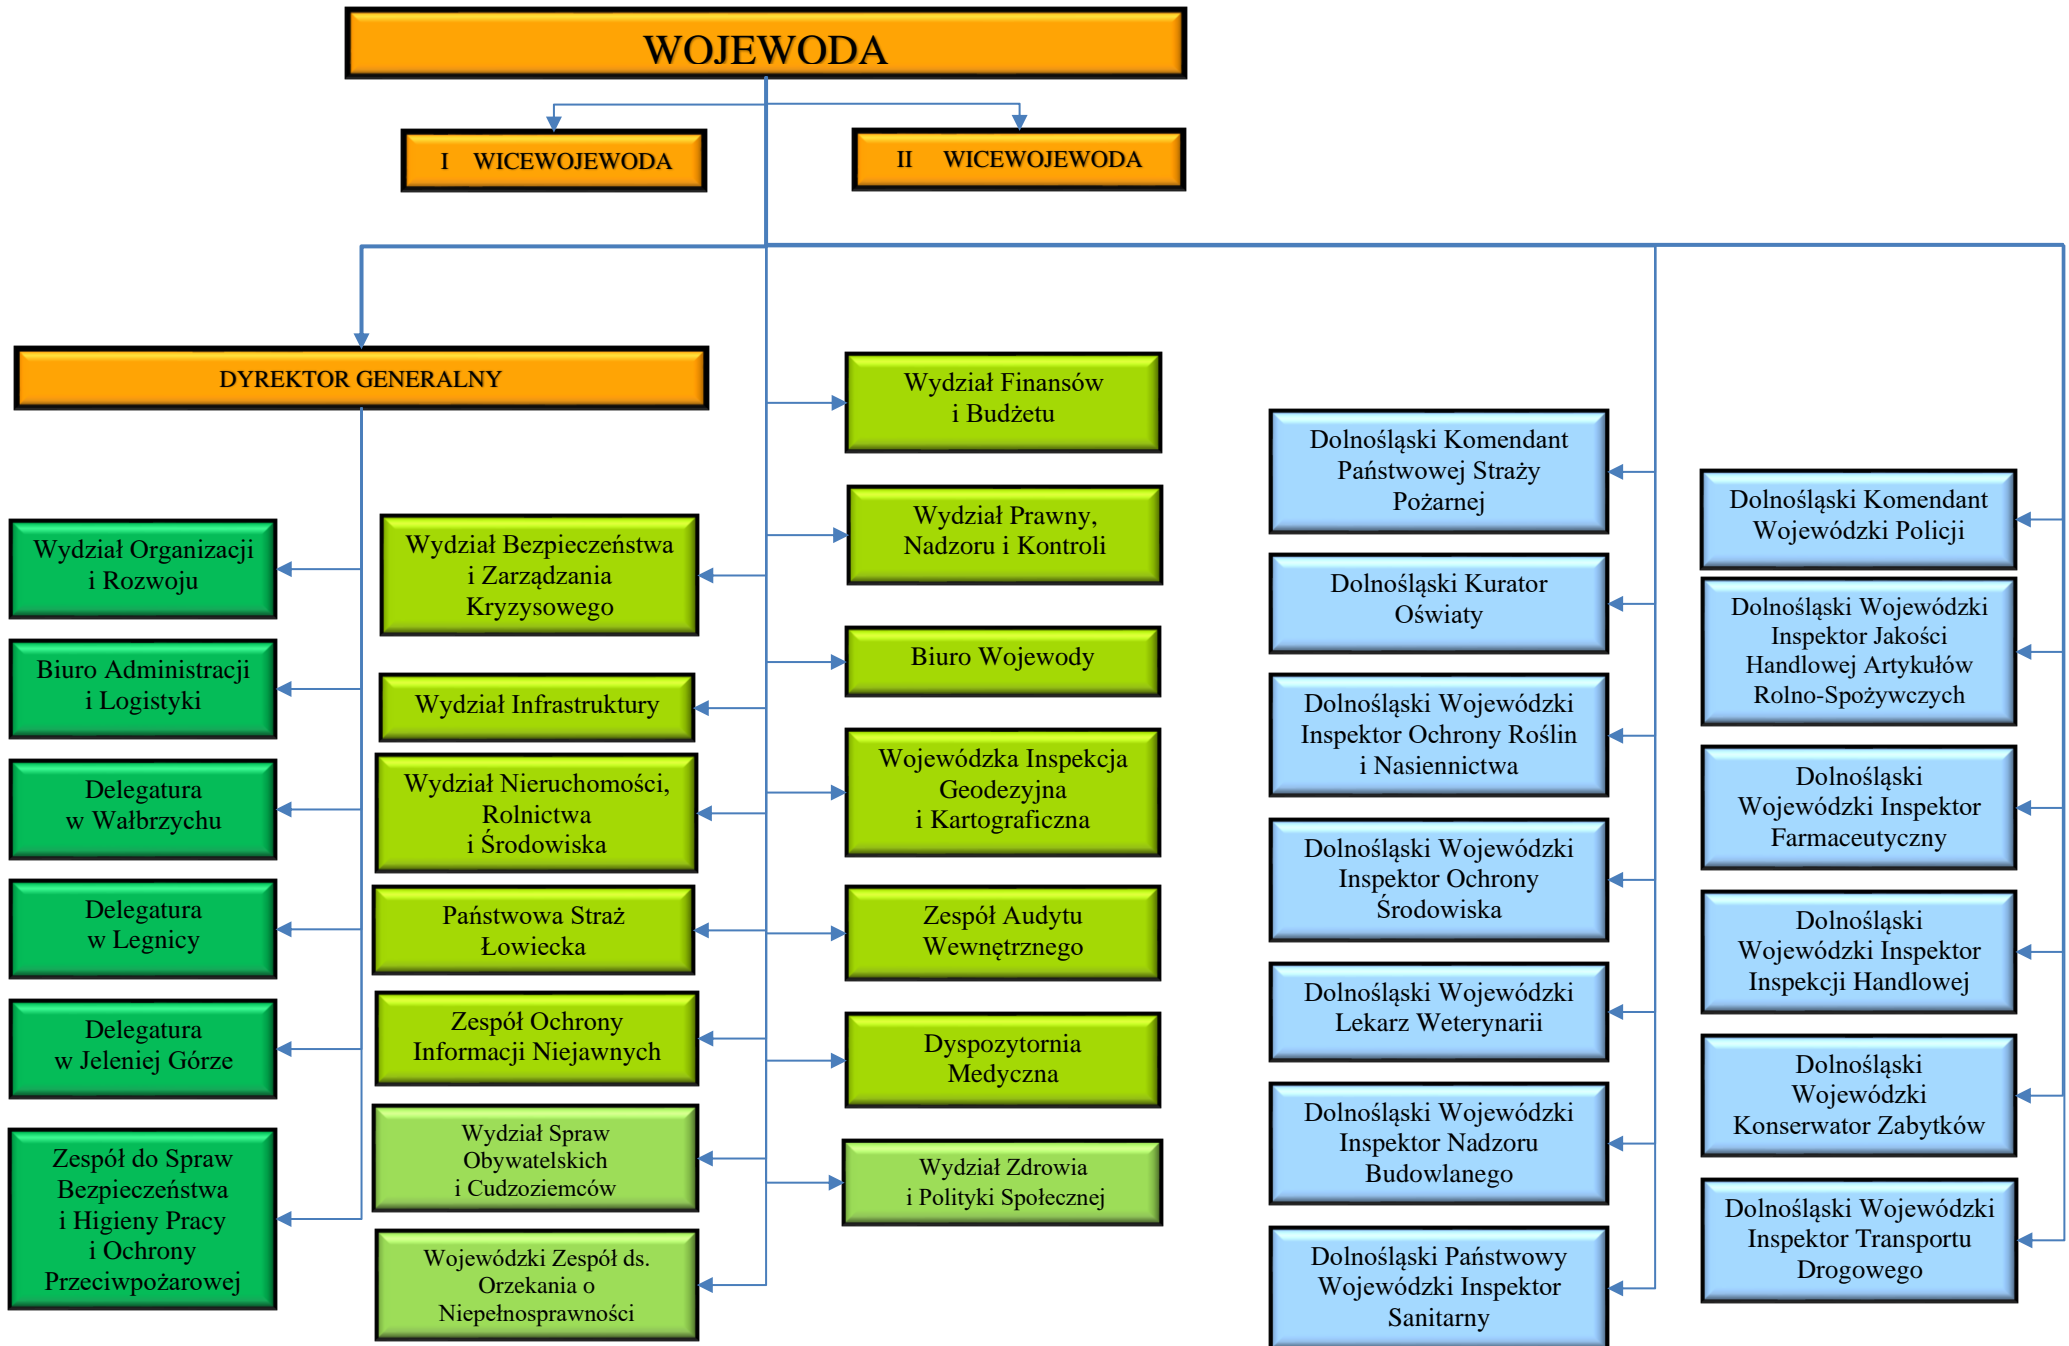 WOJEWODA
I WICEWOJEWODA
II WICEWOJEWODA
DYREKTOR GENERALNY
Wydział Organizacji
i Rozwoju
Biuro Administracji
i Logistyki
Delegatura
w Wałbrzychu
Delegatura
w Legnicy
Delegatura
w Jeleniej Górze
Zespół do Spraw
Bezpieczeństwa
i Higieny Pracy
i Ochrony
Przeciwpożarowej
Wydział Bezpieczeństwa
i Zarządzania
Kryzysowego
Wydział Infrastruktury
Wydział Nieruchomości,
Rolnictwa
i Środowiska
Państwowa Straż
Łowiecka
Zespół Ochrony
Informacji Niejawnych
Wydział Spraw
Obywatelskich
i Cudzoziemców
Wojewódzki Zespół ds.
Orzekania o
Niepełnosprawności
Wydział Finansów
i Budżetu
Wydział Prawny,
Nadzoru i Kontroli
Biuro Wojewody
Wojewódzka Inspekcja
Geodezyjna
i Kartograficzna
Zespół Audytu
Wewnętrznego
Dyspozytornia
Medyczna
Wydział Zdrowia
i Polityki Społecznej
Dolnośląski Komendant
Państwowej Straży
Pożarnej
Dolnośląski Kurator
Oświaty
Dolnośląski Wojewódzki
Inspektor Ochrony Roślin
i Nasiennictwa
Dolnośląski Wojewódzki
Inspektor Ochrony
Środowiska
Dolnośląski Wojewódzki
Lekarz Weterynarii
Dolnośląski Wojewódzki
Inspektor Nadzoru
Budowlanego
Dolnośląski Państwowy
Wojewódzki Inspektor
Sanitarny
Dolnośląski Komendant
Wojewódzki Policji
Dolnośląski Wojewódzki
Inspektor Jakości
Handlowej Artykułów
Rolno-Spożywczych
Dolnośląski
Wojewódzki Inspektor
Farmaceutyczny
Dolnośląski
Wojewódzki Inspektor
Inspekcji Handlowej
Dolnośląski
Wojewódzki
Konserwator Zabytków
Dolnośląski Wojewódzki
Inspektor Transportu
Drogowego